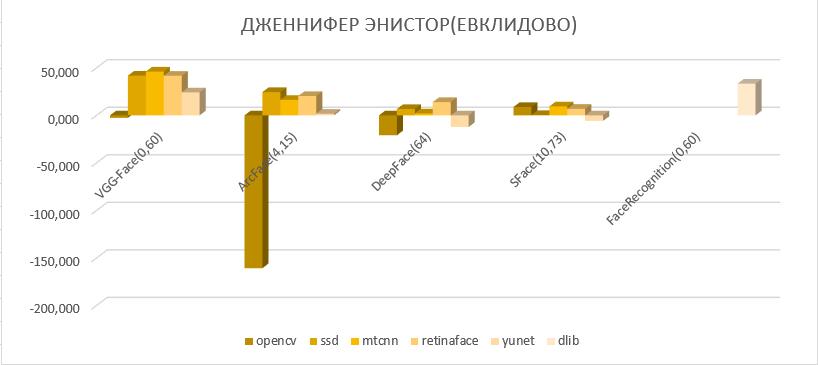 ДЖЕННИФЕР ЭНИСТОР(ЕВКЛИДОВО)
50,000
0,000
-50,000
-100,000
-150,000
-200,000
VGG-Face(0,60)
ArcFace(4,15)
DeepFace(64)
SFace(10,73)
FaceRecognition(0,60)
opencv ssd mtcnn retinaface yunet dlib